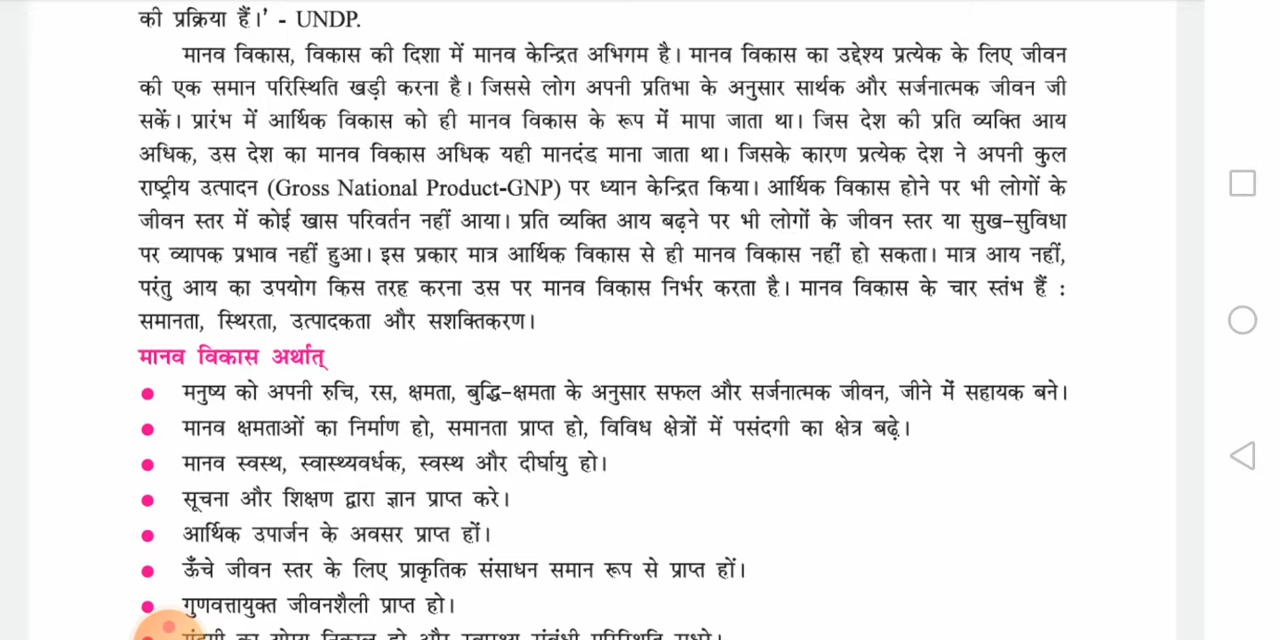 की प्रक्रिया हैं।' - UNDP.
मानव विकास, विकास की दिशा में मानव केन्द्रित अभिगम है। मानव विकास का उद्देश्य प्रत्येक के लिए जीवन
की एक समान परिस्थिति खड़ी करना है। जिससे लोग अपनी प्रतिभा के अनुसार सार्थक और सर्जनात्मक जीवन जी
सकें। प्रारंभ में आर्थिक विकास को ही मानव विकास के रूप में मापा जाता था। जिस देश की प्रति व्यक्ति आय
अधिक, उस देश का मानव विकास अधिक यही मानदंड माना जाता था। जिसके कारण प्रत्येक देश ने अपनी कुल
राष्ट्रीय उत्पादन (Gross National Product-GNP) पर ध्यान केन्द्रित किया। आर्थिक विकास होने पर भी लोगों के
जीवन स्तर में कोई खास परिवर्तन नहीं आया। प्रति व्यक्ति आय बढ़ने पर भी लोगों के जीवन स्तर या सुख-सुविधा
पर व्यापक प्रभाव नहीं हुआ। इस प्रकार मात्र आर्थिक विकास से ही मानव विकास नहीं हो सकता। मात्र आय नहीं,
परंतु आय का उपयोग किस तरह करना उस पर मानव विकास निर्भर करता है। मानव विकास के चार स्तंभ हैं :
समानता, स्थिरता, उत्पादकता और सशक्तिकरण।
मानव विकास अर्थात्
● मनुष्य को अपनी रुचि, रस, क्षमता, बुद्धि-क्षमता के अनुसार सफल और सर्जनात्मक जीवन, जीने में सहायक बने।
● मानव क्षमताओं का निर्माण हो, समानता प्राप्त हो, विविध क्षेत्रों में पसंदगी का क्षेत्र बढ़े।
● मानव स्वस्थ, स्वास्थ्यवर्धक, स्वस्थ और दीर्घायु हो।
● सूचना और शिक्षण द्वारा ज्ञान प्राप्त करे।
● आर्थिक उपार्जन के अवसर प्राप्त हों।
● ऊँचे जीवन स्तर के लिए प्राकृतिक संसाधन समान रूप से प्राप्त हों।
● गुणवत्तायुक्त जीवनशैली प्राप्त हो।